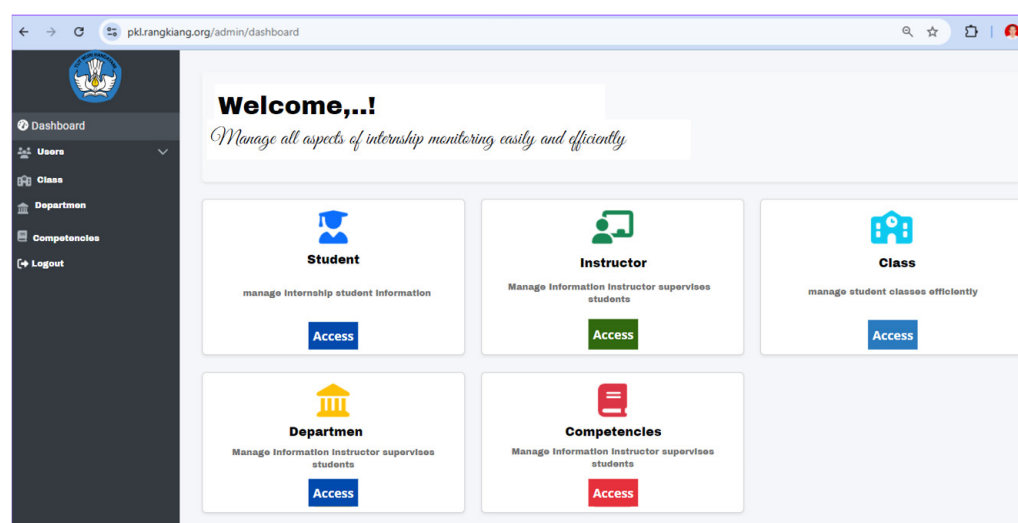 pkl.rangkiang.org/admin/dashboard
Welcome,..!
Manage all aspects of internship monitoring easily and efficiently
Dashboard
Users
Class
Departmen
Competencies
Logout
Student
manage Internship student Information
Access
Instructor
Manage Information Instructor supervises
students
Access
Class
manage student classes efficiently
Access
Departmen
Manage Information Instructor supervises
students
Access
Competencies
Manage Information Instructor supervises
students
Access